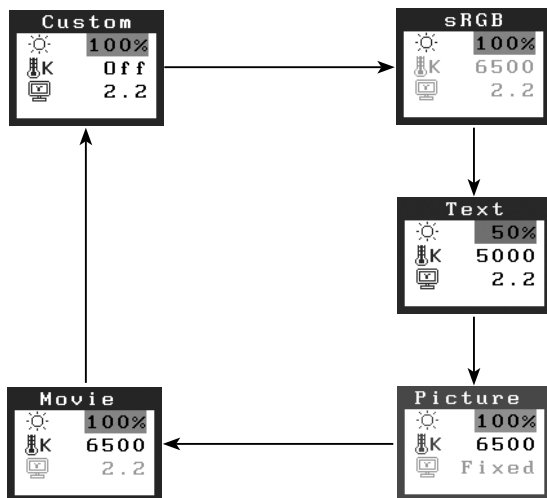 Custom
100%
K Off
2.2
sRGB
100%
K 6500
2.2
Text
50%
K 5000
2.2
Picture
100%
K 6500
Fixed
Movie
100%
K 6500
2.2